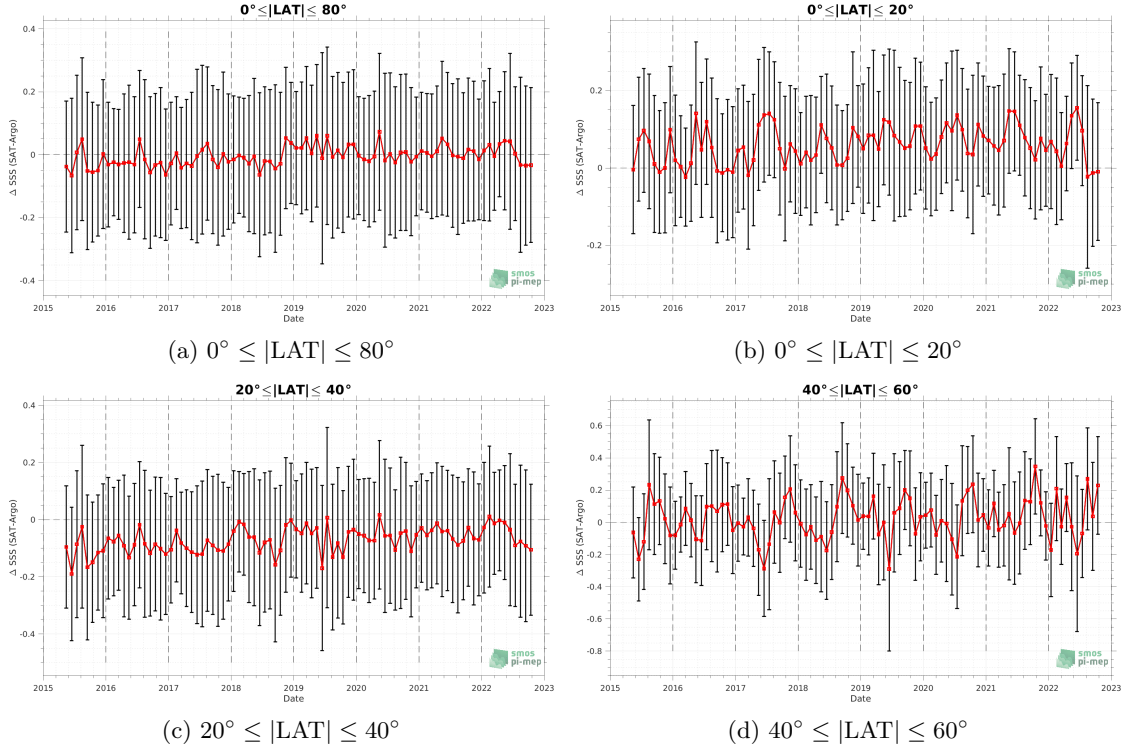 0°≤|LAT|≤ 80°
0.4
0.2
0
-0.2
-0.4
Δ SSS (SAT-Argo)
2015 2016 2017 2018 2019 2020 2021 2022 2023
Date
smos
pi-mep
(a) 0° ≤ |LAT| ≤ 80°
0°≤|LAT|≤ 20°
0.2
0
0.2
Δ SSS (SAT-Argo)
2015 2016 2017 2018 2019 2020 2021 2022 2023
Date
smos
pi-mep
(b) 0° ≤ |LAT| ≤ 20°
20°≤|LAT|≤ 40°
0.4
0.2
0
-0.2
-0.4
Δ SSS (SAT-Argo)
2015 2016 2017 2018 2019 2020 2021 2022 2023
Date
smos
pi-mep
(c) 20° ≤ |LAT| ≤ 40°
40°≤|LAT|≤ 60°
0.6
0.4
0.2
0
-0.2
-0.4
-0.6
-0.8
Δ SSS (SAT-Argo)
2015 2016 2017 2018 2019 2020 2021 2022 2023
Date
smos
pi-mep
(d) 40° ≤ |LAT| ≤ 60°